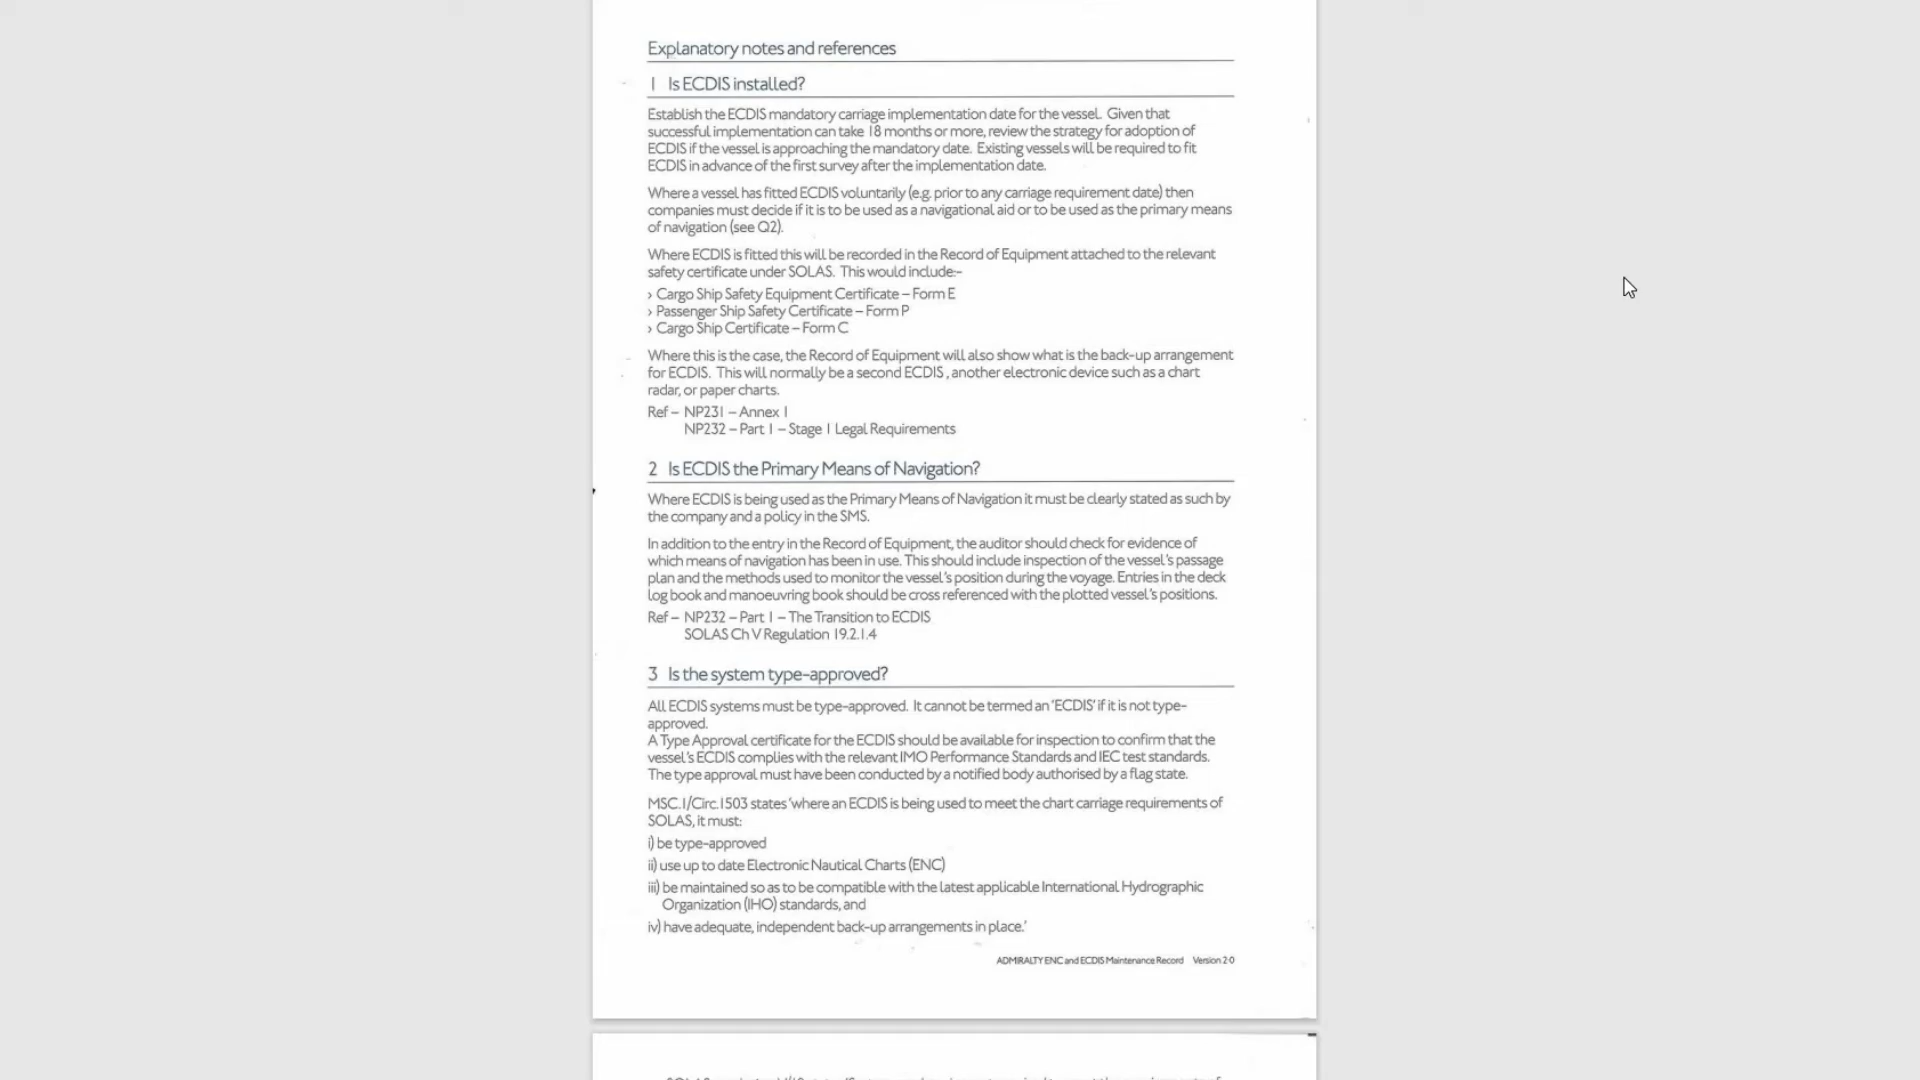 Explanatory notes and references
1 Is ECDIS installed?
Establish the ECDIS mandatory carriage implementation date for the vessel. Given that
successful implementation can take 18 months or more, review the strategy for adoption of
ECDIS if the vessel is approaching the mandatory date. Existing vessels will be required to fit
ECDIS in advance of the first survey after the implementation date.
Where a vessel has fitted ECDIS voluntarily (e.g. prior to any carriage requirement date) then
companies must decide if it is to be used as a navigational aid or to be used as the primary means
of navigation (see Q2).
Where ECDIS is fitted this will be recorded in the Record of Equipment attached to the relevant
safety certificate under SOLAS. This would include:-
› Cargo Ship Safety Equipment Certificate – Form E
› Passenger Ship Safety Certificate – Form P
› Cargo Ship Certificate – Form C
Where this is the case, the Record of Equipment will also show what is the back-up arrangement
for ECDIS. This will normally be a second ECDIS , another electronic device such as a chart
radar, or paper charts.
Ref – NP231 – Annex 1
NP232 – Part 1 – Stage 1 Legal Requirements
2 Is ECDIS the Primary Means of Navigation?
Where ECDIS is being used as the Primary Means of Navigation it must be clearly stated as such by
the company and a policy in the SMS.
In addition to the entry in the Record of Equipment, the auditor should check for evidence of
which means of navigation has been in use. This should include inspection of the vessel's passage
plan and the methods used to monitor the vessel's position during the voyage. Entries in the deck
log book and manoeuvring book should be cross referenced with the plotted vessel's positions.
Ref – NP232 – Part 1 – The Transition to ECDIS
SOLAS Ch V Regulation 19.2.1.4
3 Is the system type-approved?
All ECDIS systems must be type-approved. It cannot be termed an 'ECDIS' if it is not type-
approved.
A Type Approval certificate for the ECDIS should be available for inspection to confirm that the
vessel's ECDIS complies with the relevant IMO Performance Standards and IEC test standards.
The type approval must have been conducted by a notified body authorised by a flag state.
MSC.1/Circ.1503 states 'where an ECDIS is being used to meet the chart carriage requirements of
SOLAS, it must:
i) be type-approved
ii) use up to date Electronic Nautical Charts (ENC)
iii) be maintained so as to be compatible with the latest applicable International Hydrographic
Organization (IHO) standards, and
iv) have adequate, independent back-up arrangements in place.'
ADMIRALTY ENC and ECDIS Maintenance Record Version 2·0